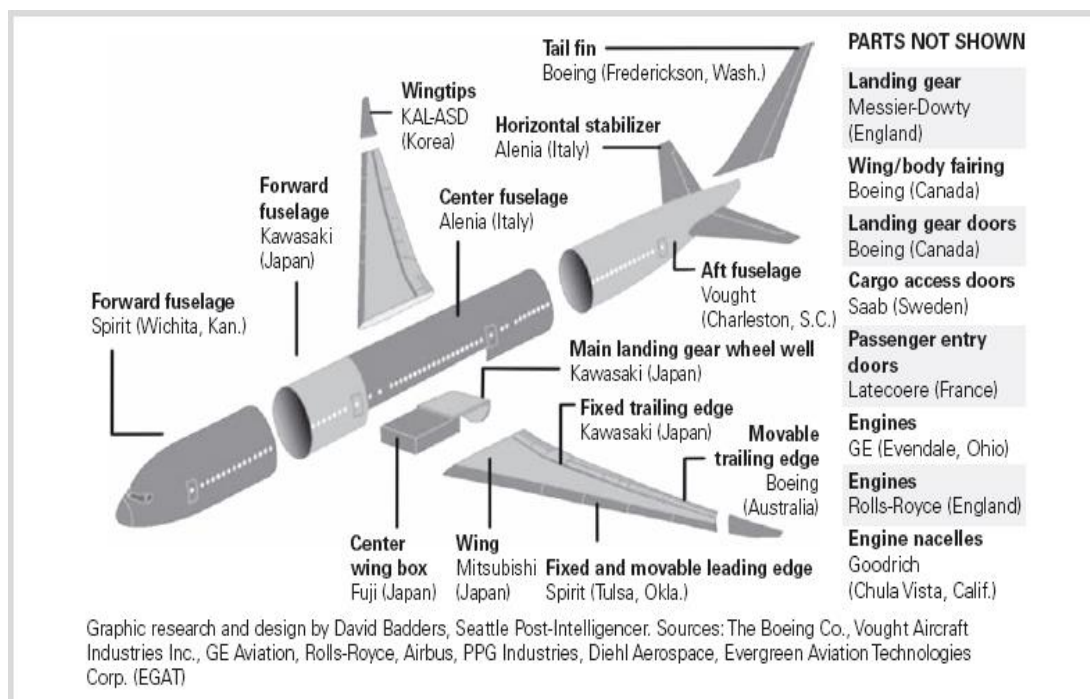 Tail fin
Boeing (Frederickson, Wash.)
Wingtips
KAL-ASD
(Korea)
Horizontal stabilizer
Alenia (Italy)
Forward
fuselage
Kawasaki
(Japan)
Center fuselage
Alenia (Italy)
Forward fuselage
Spirit (Wichita, Kan.)
Aft fuselage
Vought
(Charleston, S.C.)
Main landing gear wheel well
Kawasaki (Japan)
Fixed trailing edge
Kawasaki (Japan)
Movable
trailing edge
Boeing
(Australia)
Center
wing box
Fuji (Japan)
Wing
Mitsubishi
(Japan)
Fixed and movable leading edge
Spirit (Tulsa, Okla.)
PARTS NOT SHOWN
Landing gear
Messier-Dowty
(England)
Wing/body fairing
Boeing (Canada)
Landing gear doors
Boeing (Canada)
Cargo access doors
Saab (Sweden)
Passenger entry
doors
Latecoere (France)
Engines
GE (Evendale, Ohio)
Engines
Rolls-Royce (England)
Engine nacelles
Goodrich
(Chula Vista, Calif.)
Graphic research and design by David Badders, Seattle Post-Intelligencer. Sources: The Boeing Co., Vought Aircraft
Industries Inc., GE Aviation, Rolls-Royce, Airbus, PPG Industries, Diehl Aerospace, Evergreen Aviation Technologies
Corp. (EGAT)